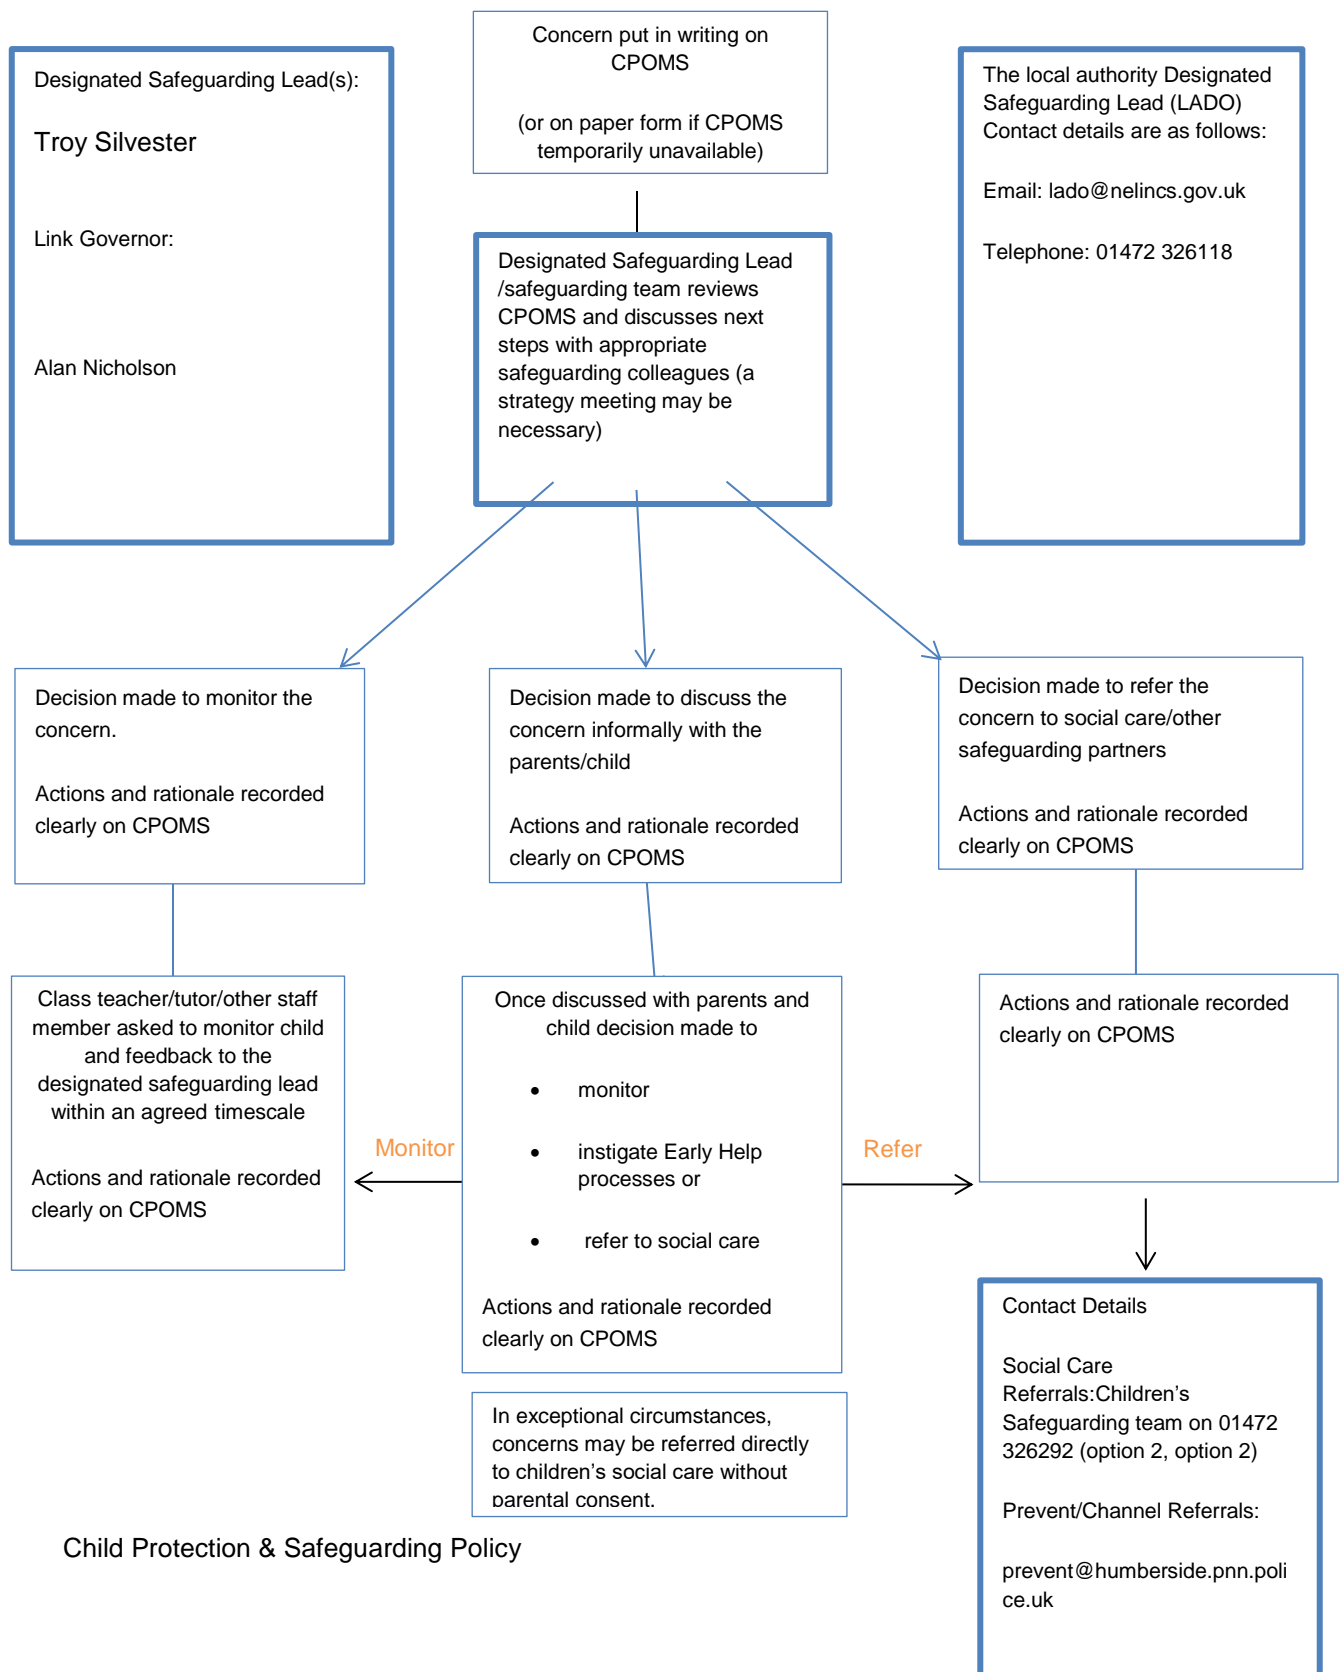 Concern put in writing on
CPOMS
(or on paper form if CPOMS
temporarily unavailable)
Designated Safeguarding Lead(s):
Troy Silvester
Link Governor:
Alan Nicholson
The local authority Designated
Safeguarding Lead (LADO)
Contact details are as follows:
Email: lado@nelincs.gov.uk
Telephone: 01472 326118
Designated Safeguarding Lead
/safeguarding team reviews
CPOMS and discusses next
steps with appropriate
safeguarding colleagues (a
strategy meeting may be
necessary)
Decision made to monitor the
concern.
Actions and rationale recorded
clearly on CPOMS
Decision made to discuss the
concern informally with the
parents/child
Actions and rationale recorded
clearly on CPOMS
Decision made to refer the
concern to social care/other
safeguarding partners
Actions and rationale recorded
clearly on CPOMS
Class teacher/tutor/other staff
member asked to monitor child
and feedback to the
designated safeguarding lead
within an agreed timescale
Actions and rationale recorded
clearly on CPOMS
Monitor
Once discussed with parents and
child decision made to
• monitor
• instigate Early Help
processes or
• refer to social care
Actions and rationale recorded
clearly on CPOMS
Refer
Actions and rationale recorded
clearly on CPOMS
In exceptional circumstances,
concerns may be referred directly
to children’s social care without
parental consent.
Contact Details
Social Care
Referrals:Children’s
Safeguarding team on 01472
326292 (option 2, option 2)
Prevent/Channel Referrals:
prevent@humberside.pnn.poli
ce.uk
Child Protection & Safeguarding Policy